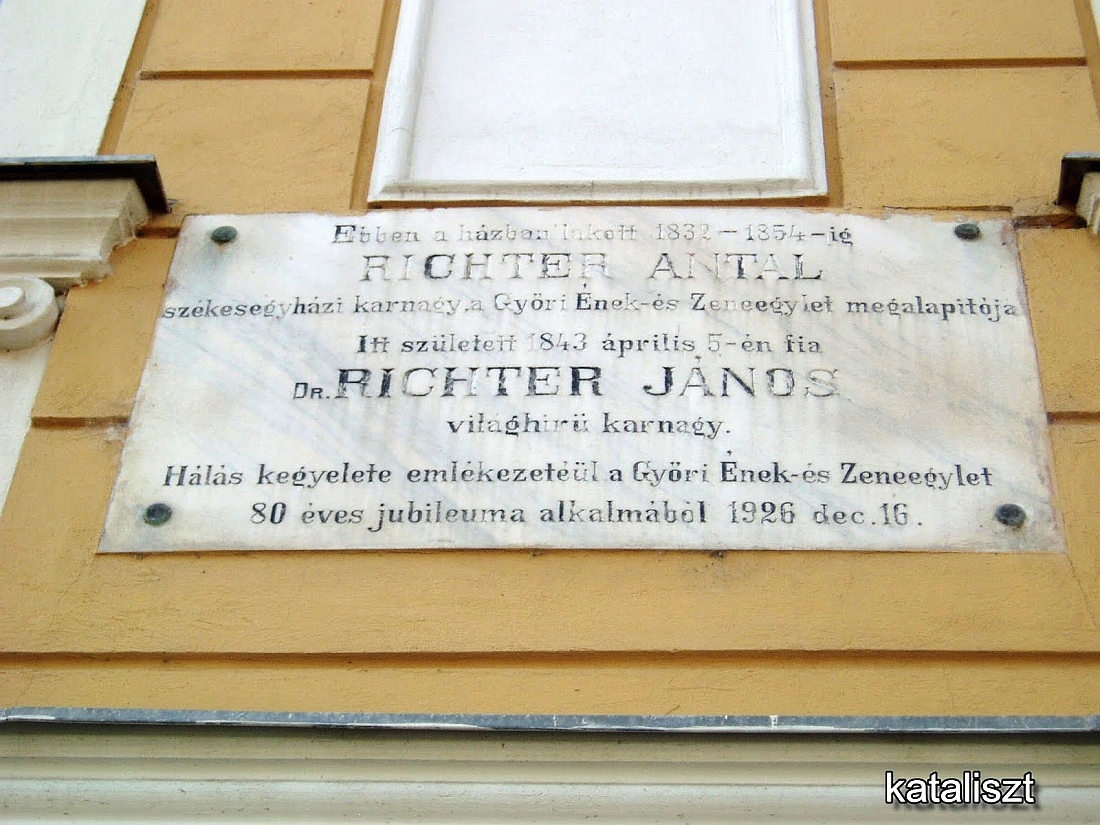 Ebben a házban lakott 1832-1854-ig
RICHTER ANTAL
székesegyházi karnagy, a Győri Ének-és Zeneegylet megalapitója
Itt született 1843 április 5-én fia
DR. RICHTER JÁNOS
világhirü karnagy.
Hálás kegyelete emlékezetéül a Győri Ének-és Zeneegylet
80 éves jubileuma alkalmából 1926 dec. 16.
kataliszt